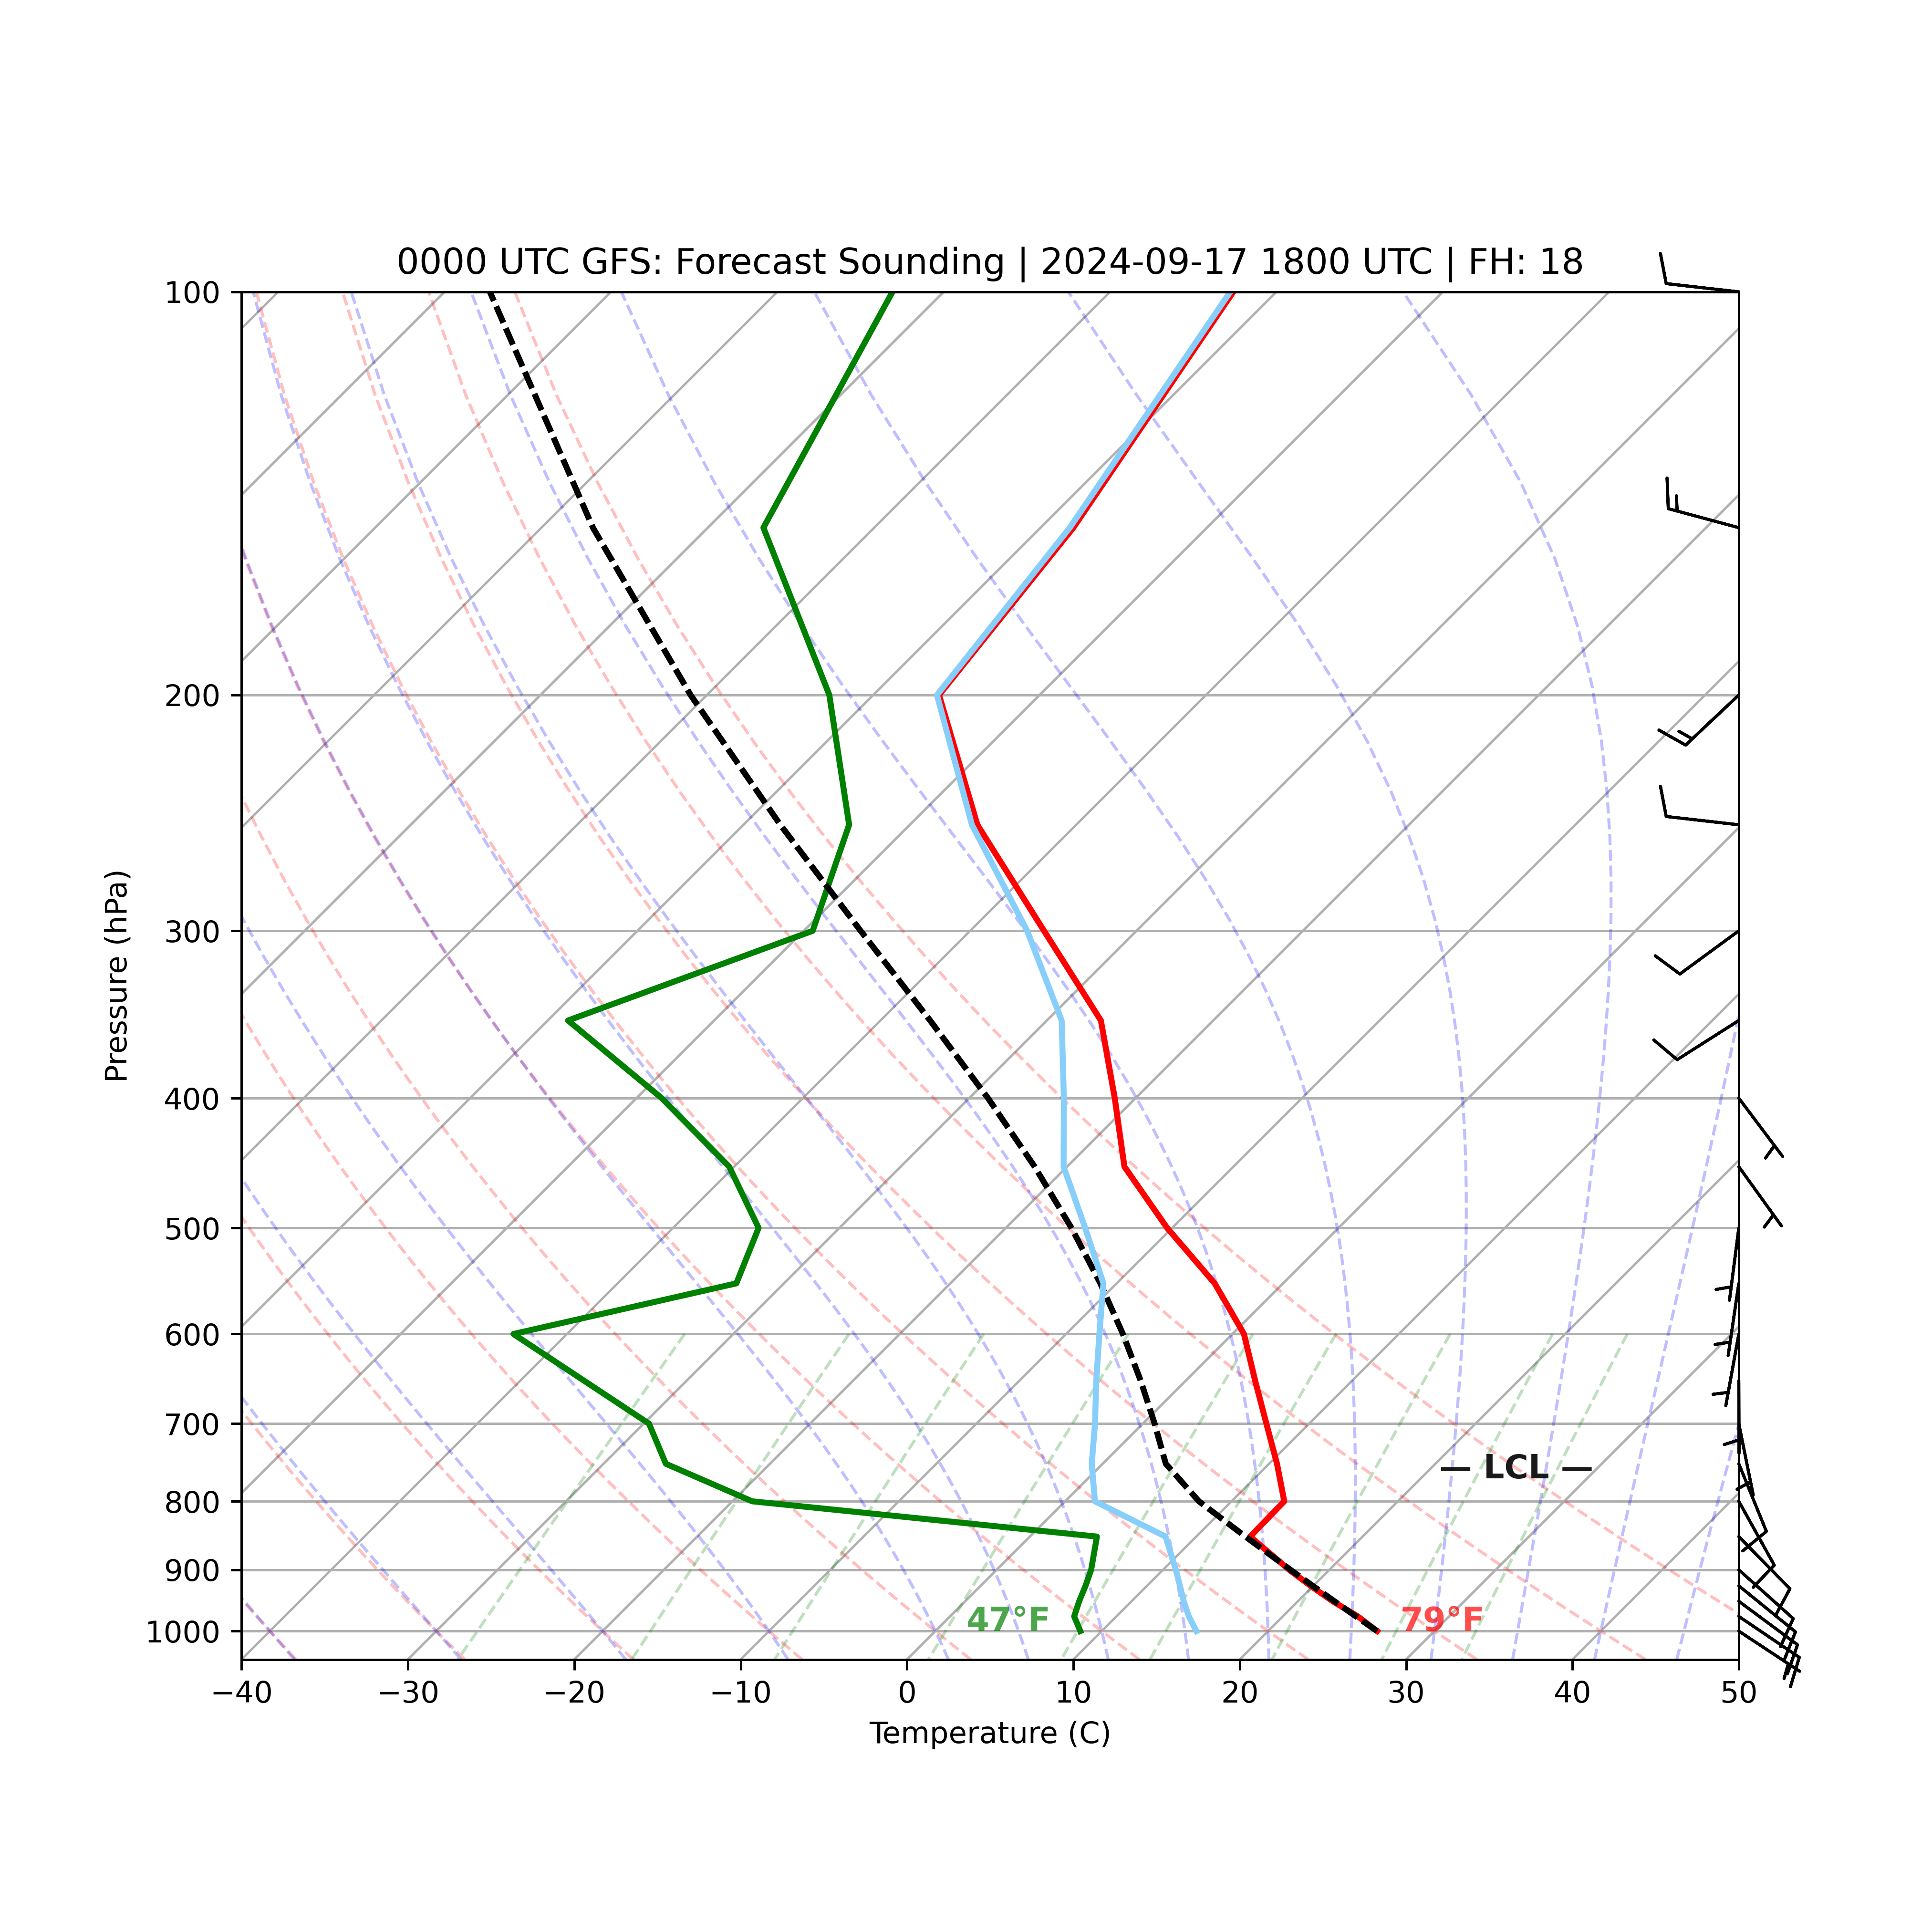 0000 UTC GFS: Forecast Sounding | 2024-09-17 1800 UTC | FH: 18
100
200
300
400
500
600
700
800
900
1000
Pressure (hPa)
— LCL —
47°F
79°F
−40 −30 −20 −10 0 10 20 30 40 50
Temperature (C)